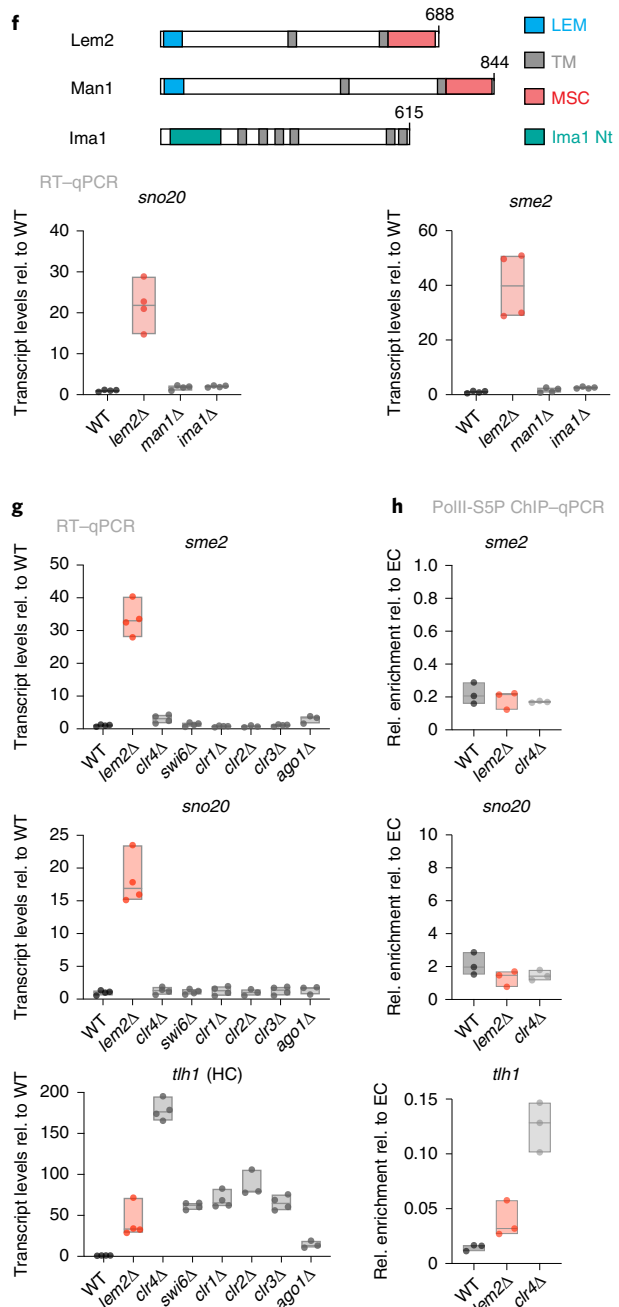 f
688
Lem2
LEM
844
TM
Man1
MSC
615
Ima1
Ima1 Nt
RT–qPCR
sno20
Transcript levels rel. to WT
40
30
20
10
0
WT
lem2Δ
man1Δ
ima1Δ
sme2
Transcript levels rel. to WT
60
40
20
0
WT
lem2Δ
man1Δ
ima1Δ
g
RT–qPCR
sme2
Transcript levels rel. to WT
50
40
30
20
10
0
WT
lem2Δ
clr4Δ
swi6Δ
clr1Δ
clr2Δ
clr3Δ
ago1Δ
sno20
Transcript levels rel. to WT
25
20
15
10
5
0
WT
lem2Δ
clr4Δ
swi6Δ
clr1Δ
clr2Δ
clr3Δ
ago1Δ
tlh1 (HC)
Transcript levels rel. to WT
200
150
100
50
0
WT
lem2Δ
clr4Δ
swi6Δ
clr1Δ
clr2Δ
clr3Δ
ago1Δ
h
PolII-S5P ChIP–qPCR
sme2
Rel. enrichment rel. to EC
1.0
0.8
0.6
0.4
0.2
0
WT
lem2Δ
clr4Δ
sno20
Rel. enrichment rel. to EC
10
8
6
4
2
0
WT
lem2Δ
clr4Δ
tlh1
Rel. enrichment rel. to EC
0.15
0.10
0.05
0
WT
lem2Δ
clr4Δ